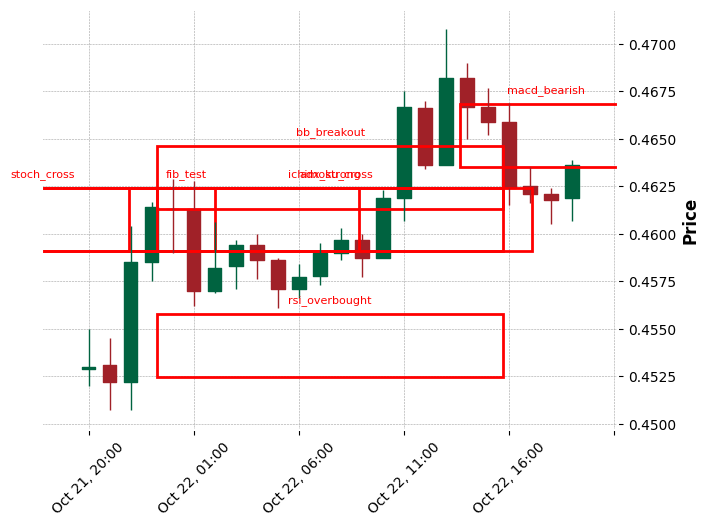 0.4700
macd_bearish
0.4675
bb_breakout
0.4650
stoch_cross
fib_test
0.4625
0.4600
Price
0.4575
rsi_overbought
0.4550
0.4525
0.4500
Oct 21, 20:00
Oct 22, 01:00
Oct 22, 06:00
Oct 22, 11:00
Oct 22, 16:00